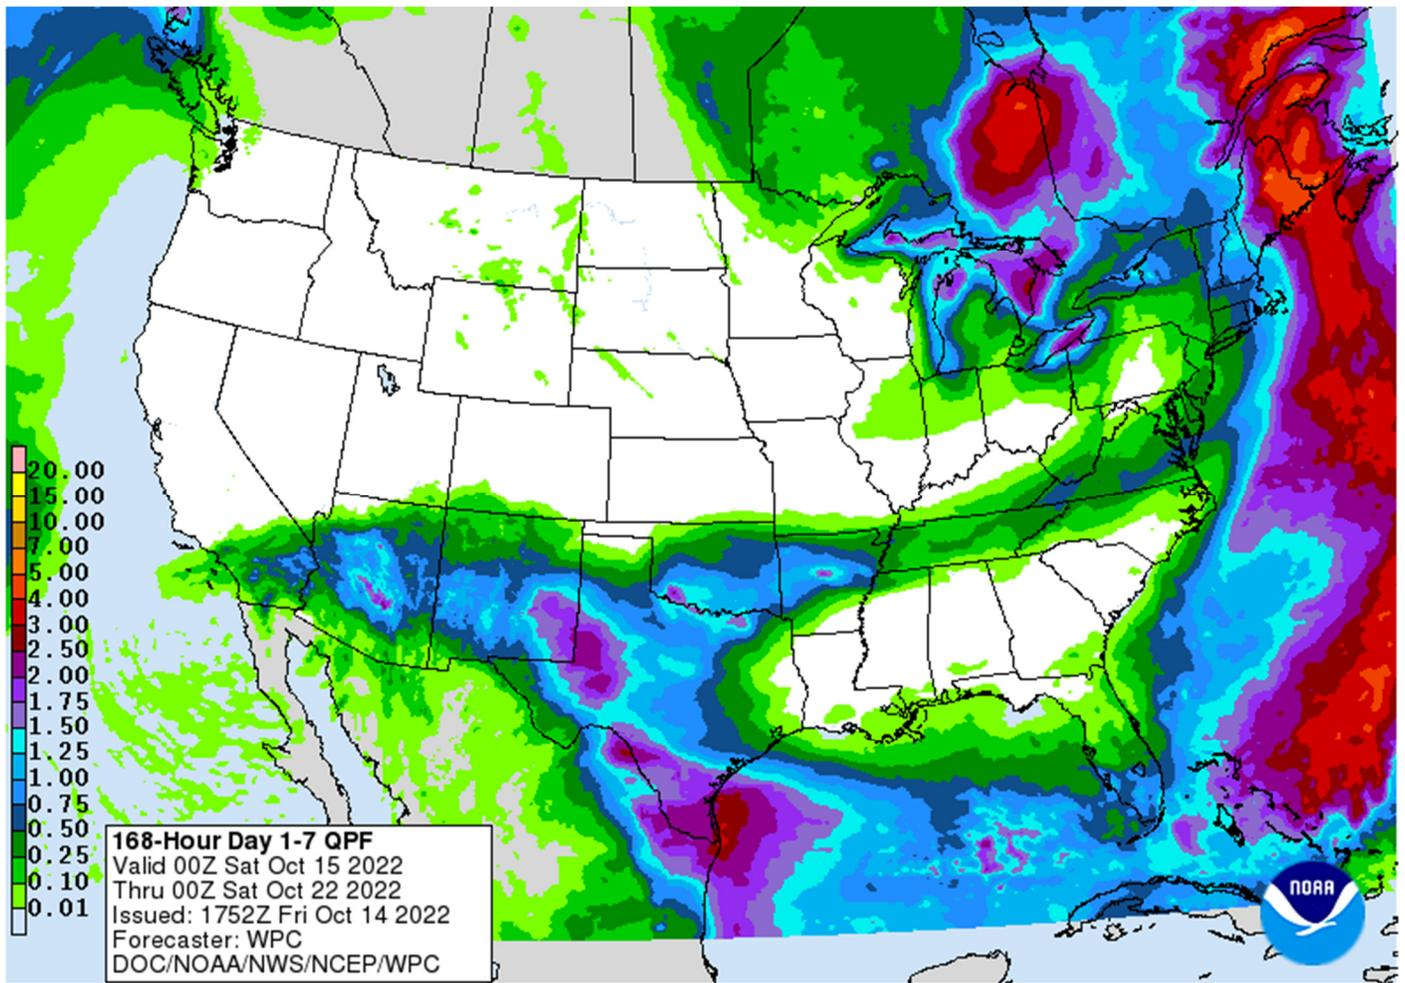 20.00
15.00
10.00
7.00
5.00
4.00
3.00
2.50
2.00
1.75
1.50
1.25
1.00
0.75
0.50
0.25
0.10
0.01
168-Hour Day 1-7 QPF
Valid 00Z Sat Oct 15 2022
Thru 00Z Sat Oct 22 2022
Issued: 1752Z Fri Oct 14 2022
Forecaster: WPC
DOC/NOAA/NWS/NCEP/WPC
NOAA